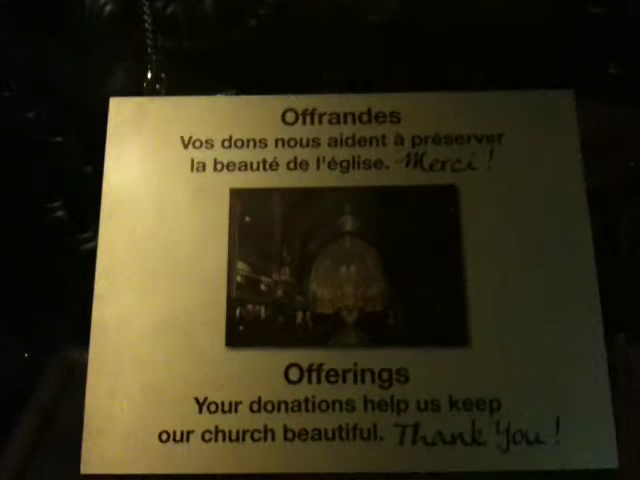 Offrandes
Vos dons nous aident à préserver
la beauté de l'église. Merci!
Offerings
Your donations help us keep
our church beautiful. Thank You!